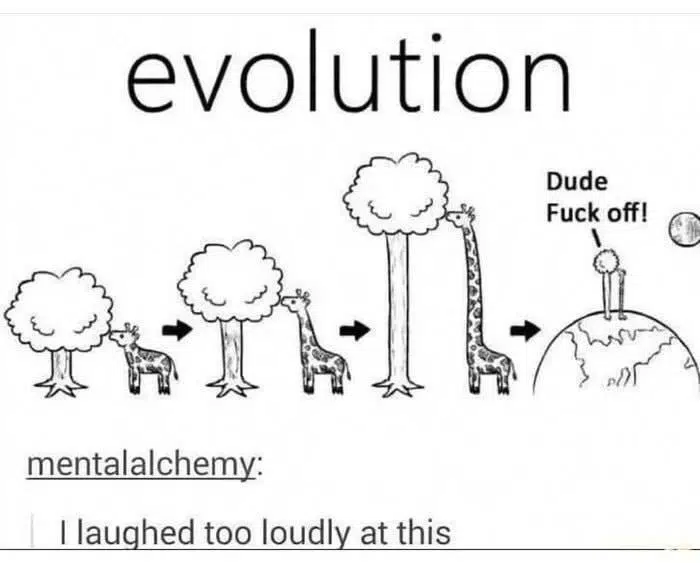 evolution
Dude
Fuck off!
mentalalchemy:
I laughed too loudly at this